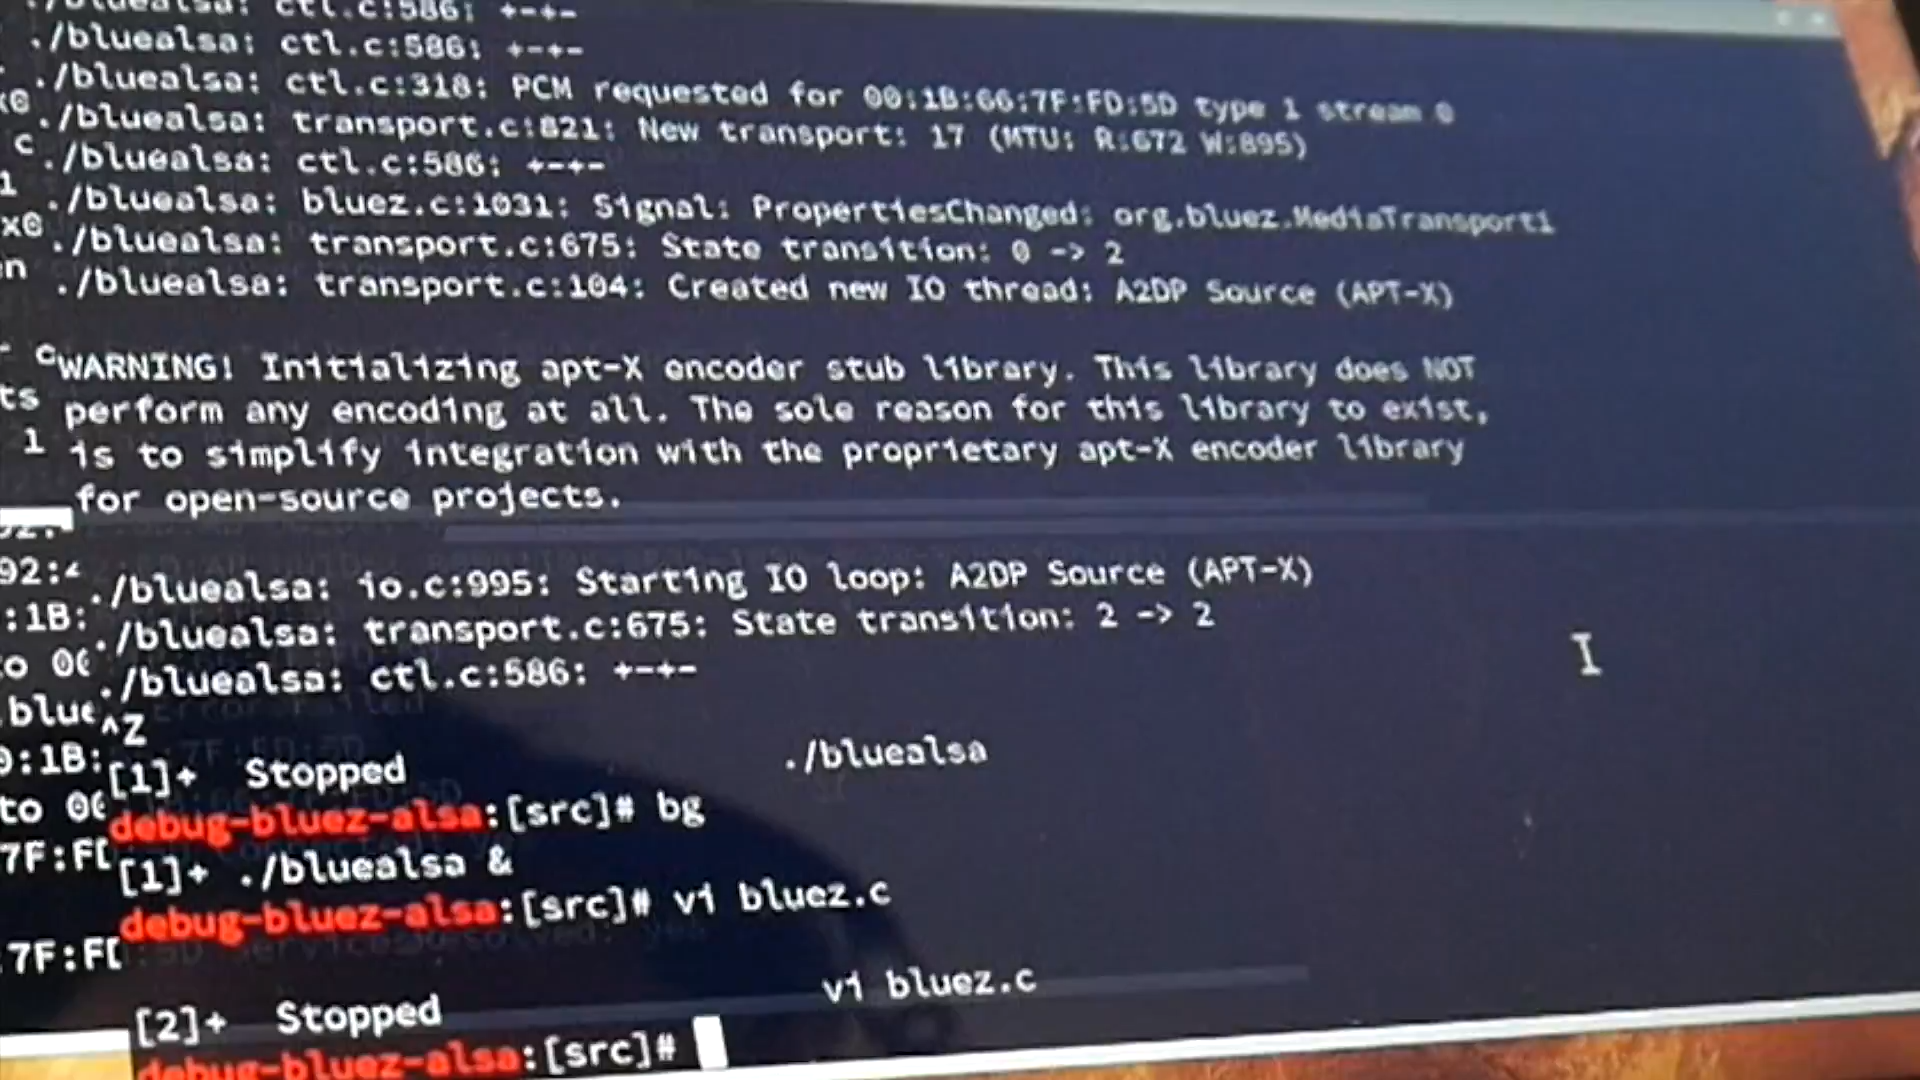 ./bluealsa: ctl.c:586: +-+-
./bluealsa: ctl.c:586: +-+-
./bluealsa: ctl.c:318: PCM requested for 00:1B:66:7F:FD:5D type 1 stream 0
./bluealsa: transport.c:821: New transport: 17 (MTU: R:672 W:895)
./bluealsa: ctl.c:586: +-+-
./bluealsa: bluez.c:1031: Signal: PropertiesChanged: org.bluez.MediaTransport1
./bluealsa: transport.c:675: State transition: 0 -> 2
./bluealsa: transport.c:104: Created new IO thread: A2DP Source (APT-X)
WARNING! Initializing apt-X encoder stub library. This library does NOT
perform any encoding at all. The sole reason for this library to exist,
is to simplify integration with the proprietary apt-X encoder library
for open-source projects.
./bluealsa: io.c:995: Starting IO loop: A2DP Source (APT-X)
./bluealsa: transport.c:675: State transition: 2 -> 2
./bluealsa: ctl.c:586: +-+-
^Z
[1]+ Stopped ./bluealsa
debug-bluez-alsa:[src]# bg
[1]+ ./bluealsa &
debug-bluez-alsa:[src]# vi bluez.c
[2]+ Stopped vi bluez.c
debug-bluez-alsa:[src]#